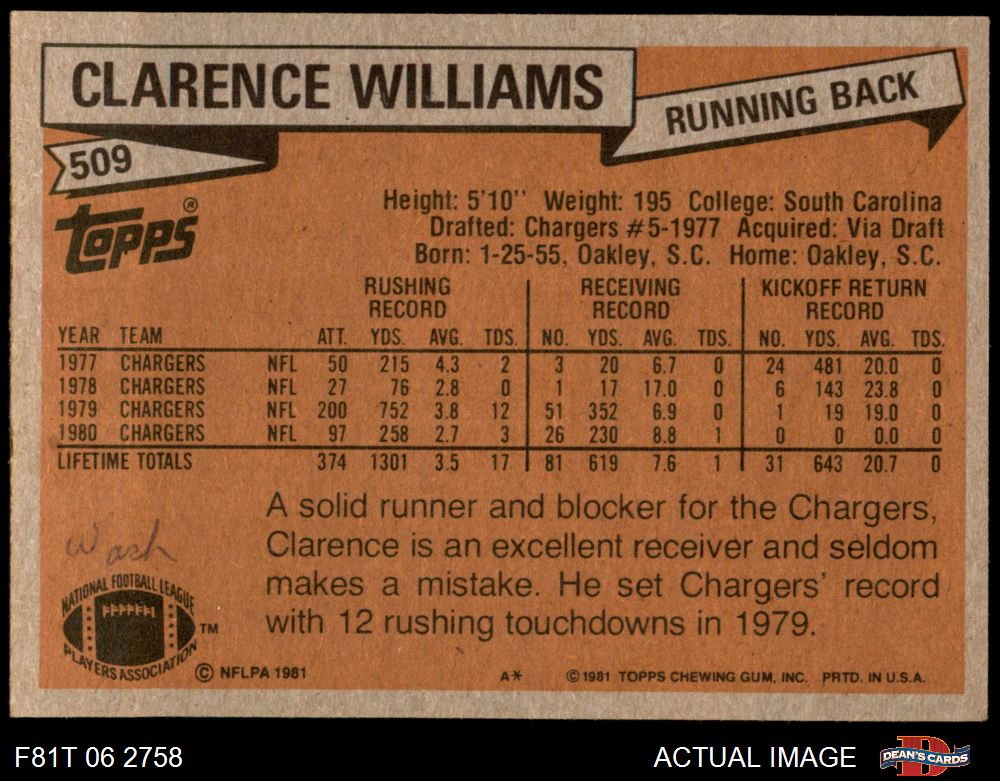 CLARENCE WILLIAMS
RUNNING BACK
509
TOPPS®
Height: 5'10'' Weight: 195 College: South Carolina
Drafted: Chargers #5-1977 Acquired: Via Draft
Born: 1-25-55, Oakley, S.C. Home: Oakley, S.C.
RUSHING RECORD RECEIVING RECORD KICKOFF RETURN RECORD
YEAR TEAM ATT. YDS. AVG. TDS. NO. YDS. AVG. TDS. NO. YDS. AVG. TDS.
1977 CHARGERS NFL 50 215 4.3 2 3 20 6.7 0 24 481 20.0 0
1978 CHARGERS NFL 27 76 2.8 0 1 17 17.0 0 6 143 23.8 0
1979 CHARGERS NFL 200 752 3.8 12 51 352 6.9 0 1 19 19.0 0
1980 CHARGERS NFL 97 258 2.7 3 26 230 8.8 1 0 0 0.0 0
LIFETIME TOTALS 374 1301 3.5 17 81 619 7.6 1 31 643 20.7 0
A solid runner and blocker for the Chargers,
Clarence is an excellent receiver and seldom
makes a mistake. He set Chargers' record
with 12 rushing touchdowns in 1979.
Wash
NATIONAL FOOTBALL LEAGUE
PLAYERS ASSOCIATION
TM
© NFLPA 1981
A* ©1981 TOPPS CHEWING GUM, INC. PRTD. IN U.S.A.
F81T 06 2758 ACTUAL IMAGE DEAN'S CARDS